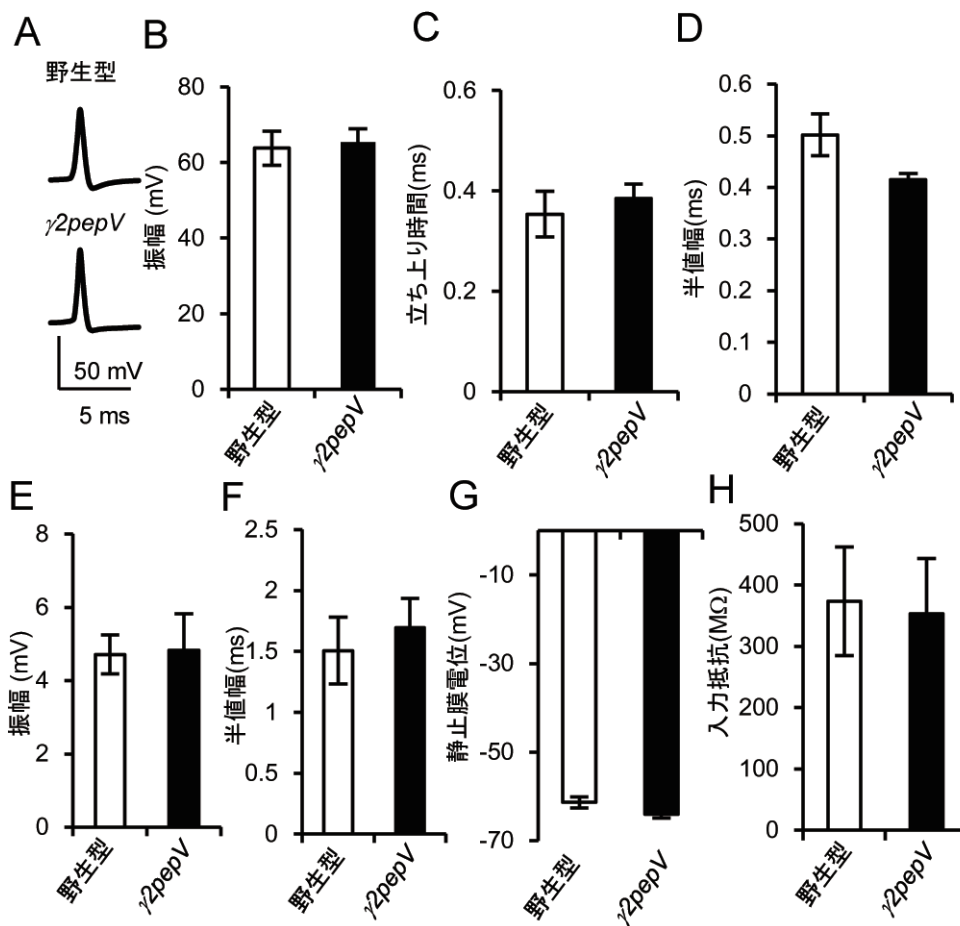 A
野生型
γ2pepV
50 mV
5 ms
B
振幅 (mV)
80
60
40
20
0
野生型
γ2pepV
C
立ち上り時間(ms)
0.6
0.4
0.2
0
野生型
γ2pepV
D
半値幅(ms)
0.6
0.5
0.4
0.3
0.2
0.1
0
野生型
γ2pepV
E
振幅 (mV)
8
6
4
2
0
野生型
γ2pepV
F
半値幅(ms)
2.5
2
1.5
1
0.5
0
野生型
γ2pepV
G
静止膜電位(mV)
-10
-30
-50
-70
野生型
γ2pepV
H
入力抵抗(MΩ)
500
400
300
200
100
0
野生型
γ2pepV